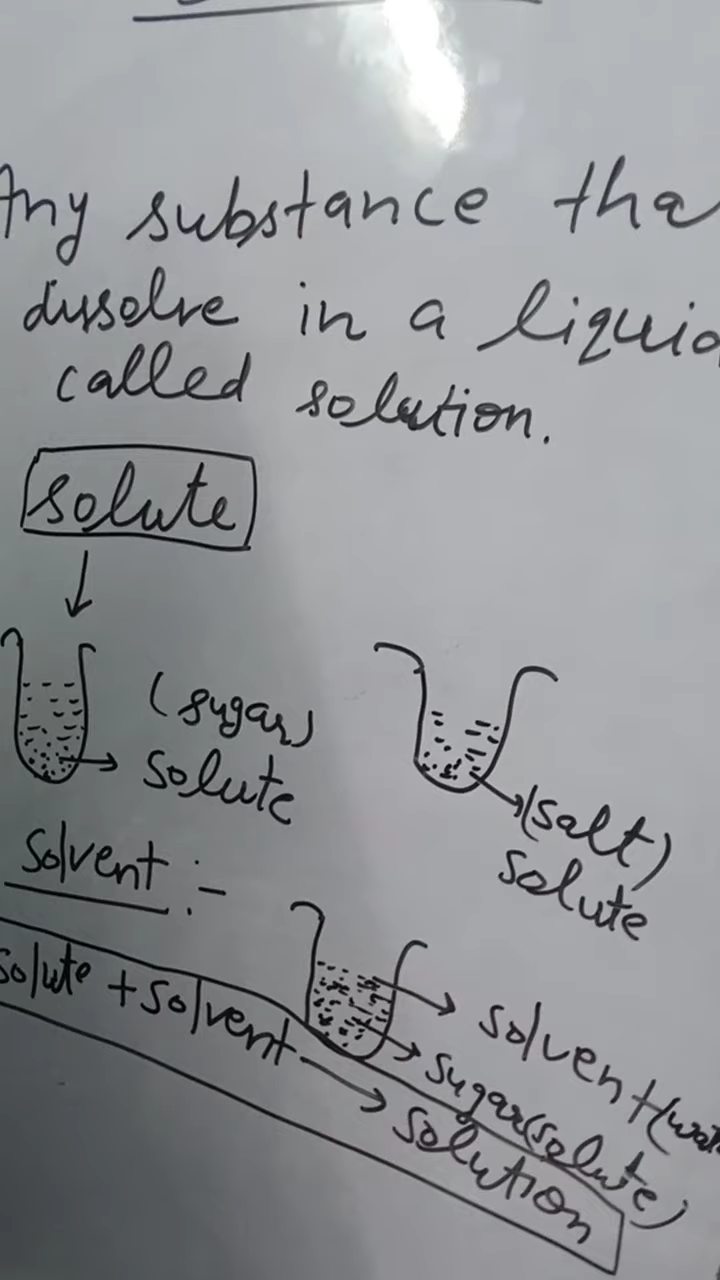 Any substance tha
dissolve in a liquid
called solution.
solute
(sugar)
solute
(salt)
solute
solvent :-
solute + solvent → solution
solvent (wat
sugar (solute)